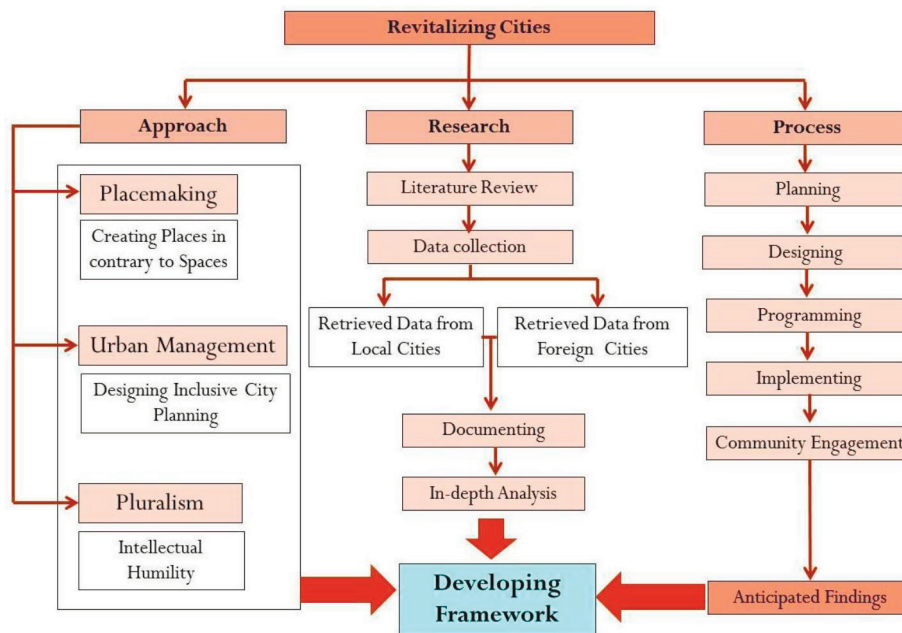 Revitalizing Cities
Approach
Research
Process
Placemaking
Creating Places in
contrary to Spaces
Urban Management
Designing Inclusive City
Planning
Pluralism
Intellectual
Humility
Literature Review
Data collection
Retrieved Data from
Local Cities
Retrieved Data from
Foreign Cities
Documenting
In-depth Analysis
Planning
Designing
Programming
Implementing
Community Engagement
Anticipated Findings
Developing
Framework